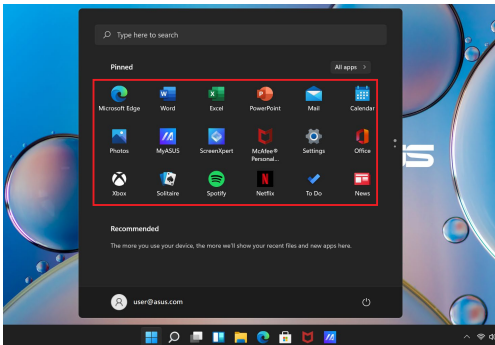 Type here to search
Pinned
All apps >
Microsoft Edge Word Excel PowerPoint Mail Calendar
Photos MyASUS ScreenXpert McAfee® Personal... Settings Office
Xbox Solitaire Spotify Netflix To Do News
Recommended
The more you use your device, the more we'll show your recent files and new apps here.
user@asus.com